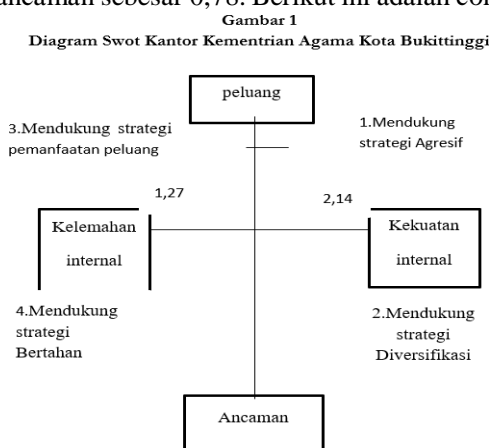 ancaman sebesar 0,78. Berikut ini adalah
Gambar 1
Diagram Swot Kantor Kementrian Agama Kota Bukittinggi
peluang
3.Mendukung strategi
pemanfaatan peluang
1.Mendukung
strategi Agresif
1,27
2,14
Kelemahan
internal
Kekuatan
internal
4.Mendukung
strategi
Bertahan
2.Mendukung
strategi
Diversifikasi
Ancaman